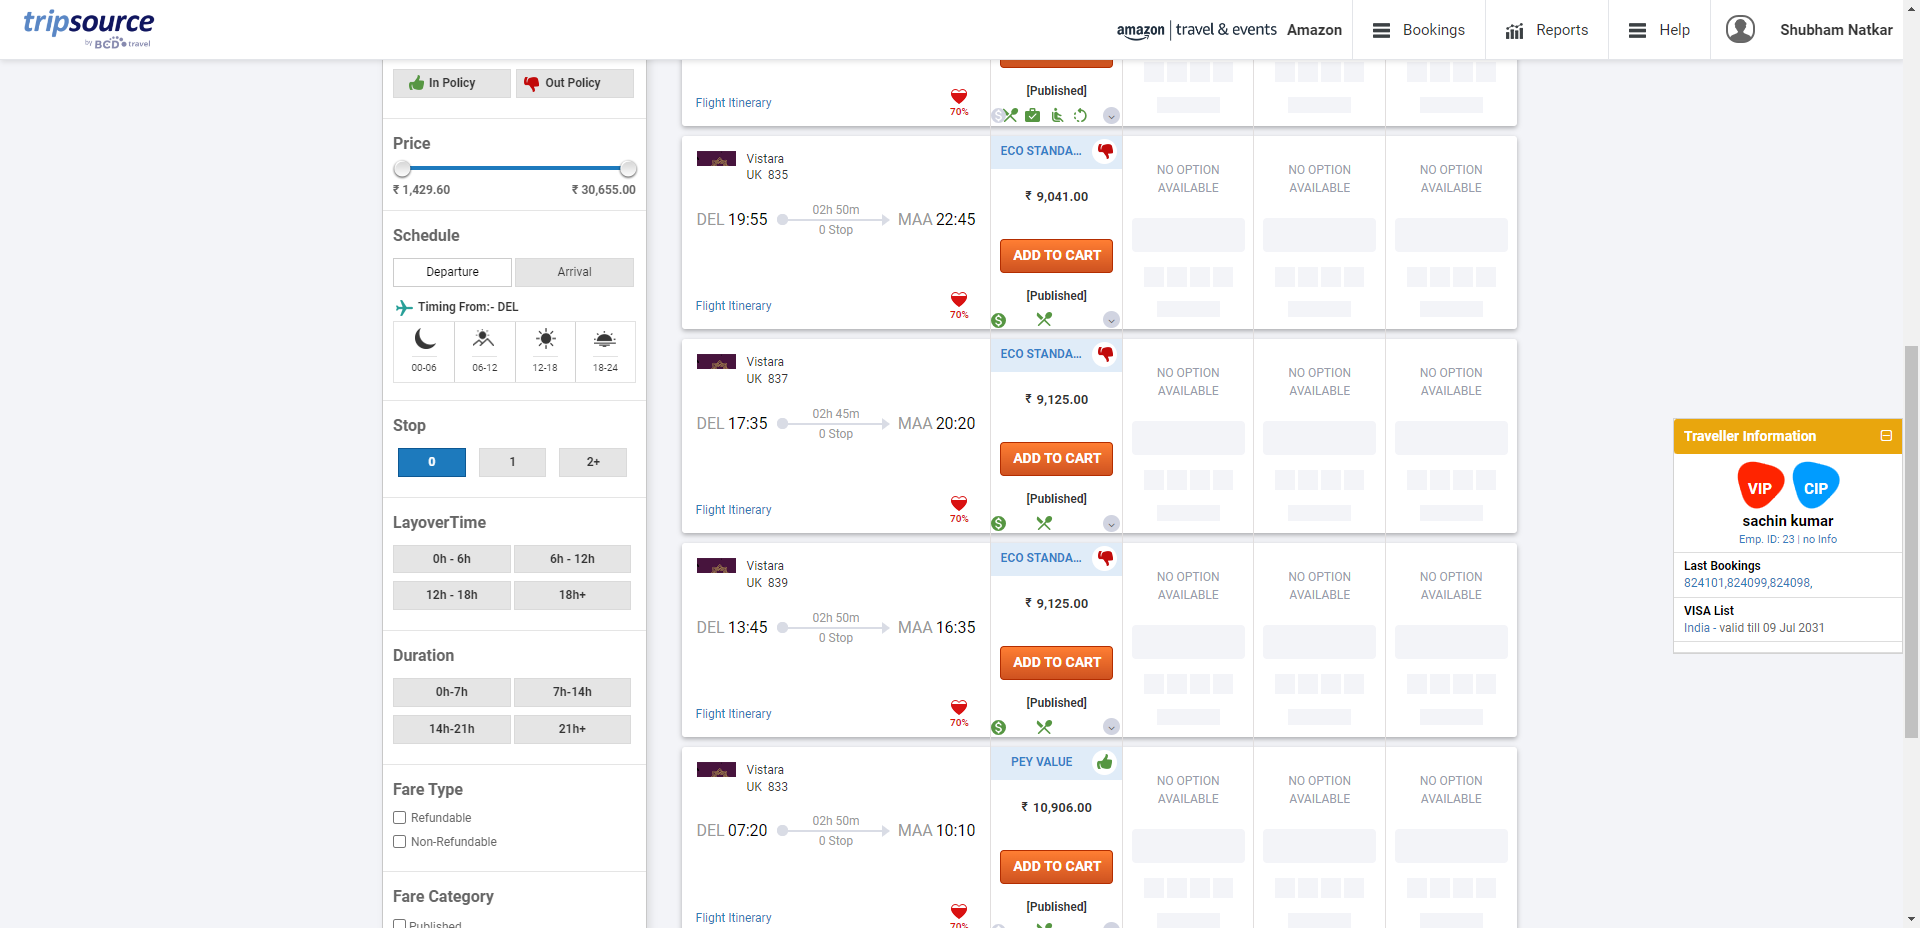 tripsource
by BCD travel
amazon | travel & events Amazon
Bookings
Reports
Help
Shubham Natkar
In Policy
Out Policy
Price
₹ 1,429.60
₹ 30,655.00
Schedule
Departure
Arrival
Timing From:- DEL
00-06
06-12
12-18
18-24
Stop
0
1
2+
LayoverTime
0h - 6h
6h - 12h
12h - 18h
18h+
Duration
0h-7h
7h-14h
14h-21h
21h+
Fare Type
Refundable
Non-Refundable
Fare Category
Published
Flight Itinerary
70%
[Published]
Vistara
UK 835
DEL 19:55
02h 50m
0 Stop
MAA 22:45
Flight Itinerary
70%
ECO STANDA...
₹ 9,041.00
ADD TO CART
[Published]
NO OPTION
AVAILABLE
NO OPTION
AVAILABLE
NO OPTION
AVAILABLE
Vistara
UK 837
DEL 17:35
02h 45m
0 Stop
MAA 20:20
Flight Itinerary
70%
ECO STANDA...
₹ 9,125.00
ADD TO CART
[Published]
NO OPTION
AVAILABLE
NO OPTION
AVAILABLE
NO OPTION
AVAILABLE
Vistara
UK 839
DEL 13:45
02h 50m
0 Stop
MAA 16:35
Flight Itinerary
70%
ECO STANDA...
₹ 9,125.00
ADD TO CART
[Published]
NO OPTION
AVAILABLE
NO OPTION
AVAILABLE
NO OPTION
AVAILABLE
Vistara
UK 833
DEL 07:20
02h 50m
0 Stop
MAA 10:10
Flight Itinerary
70%
PEY VALUE
₹ 10,906.00
ADD TO CART
[Published]
NO OPTION
AVAILABLE
NO OPTION
AVAILABLE
NO OPTION
AVAILABLE
Traveller Information
VIP
CIP
sachin kumar
Emp. ID: 23 | no Info
Last Bookings
824101,824099,824098,
VISA List
India - valid till 09 Jul 2031